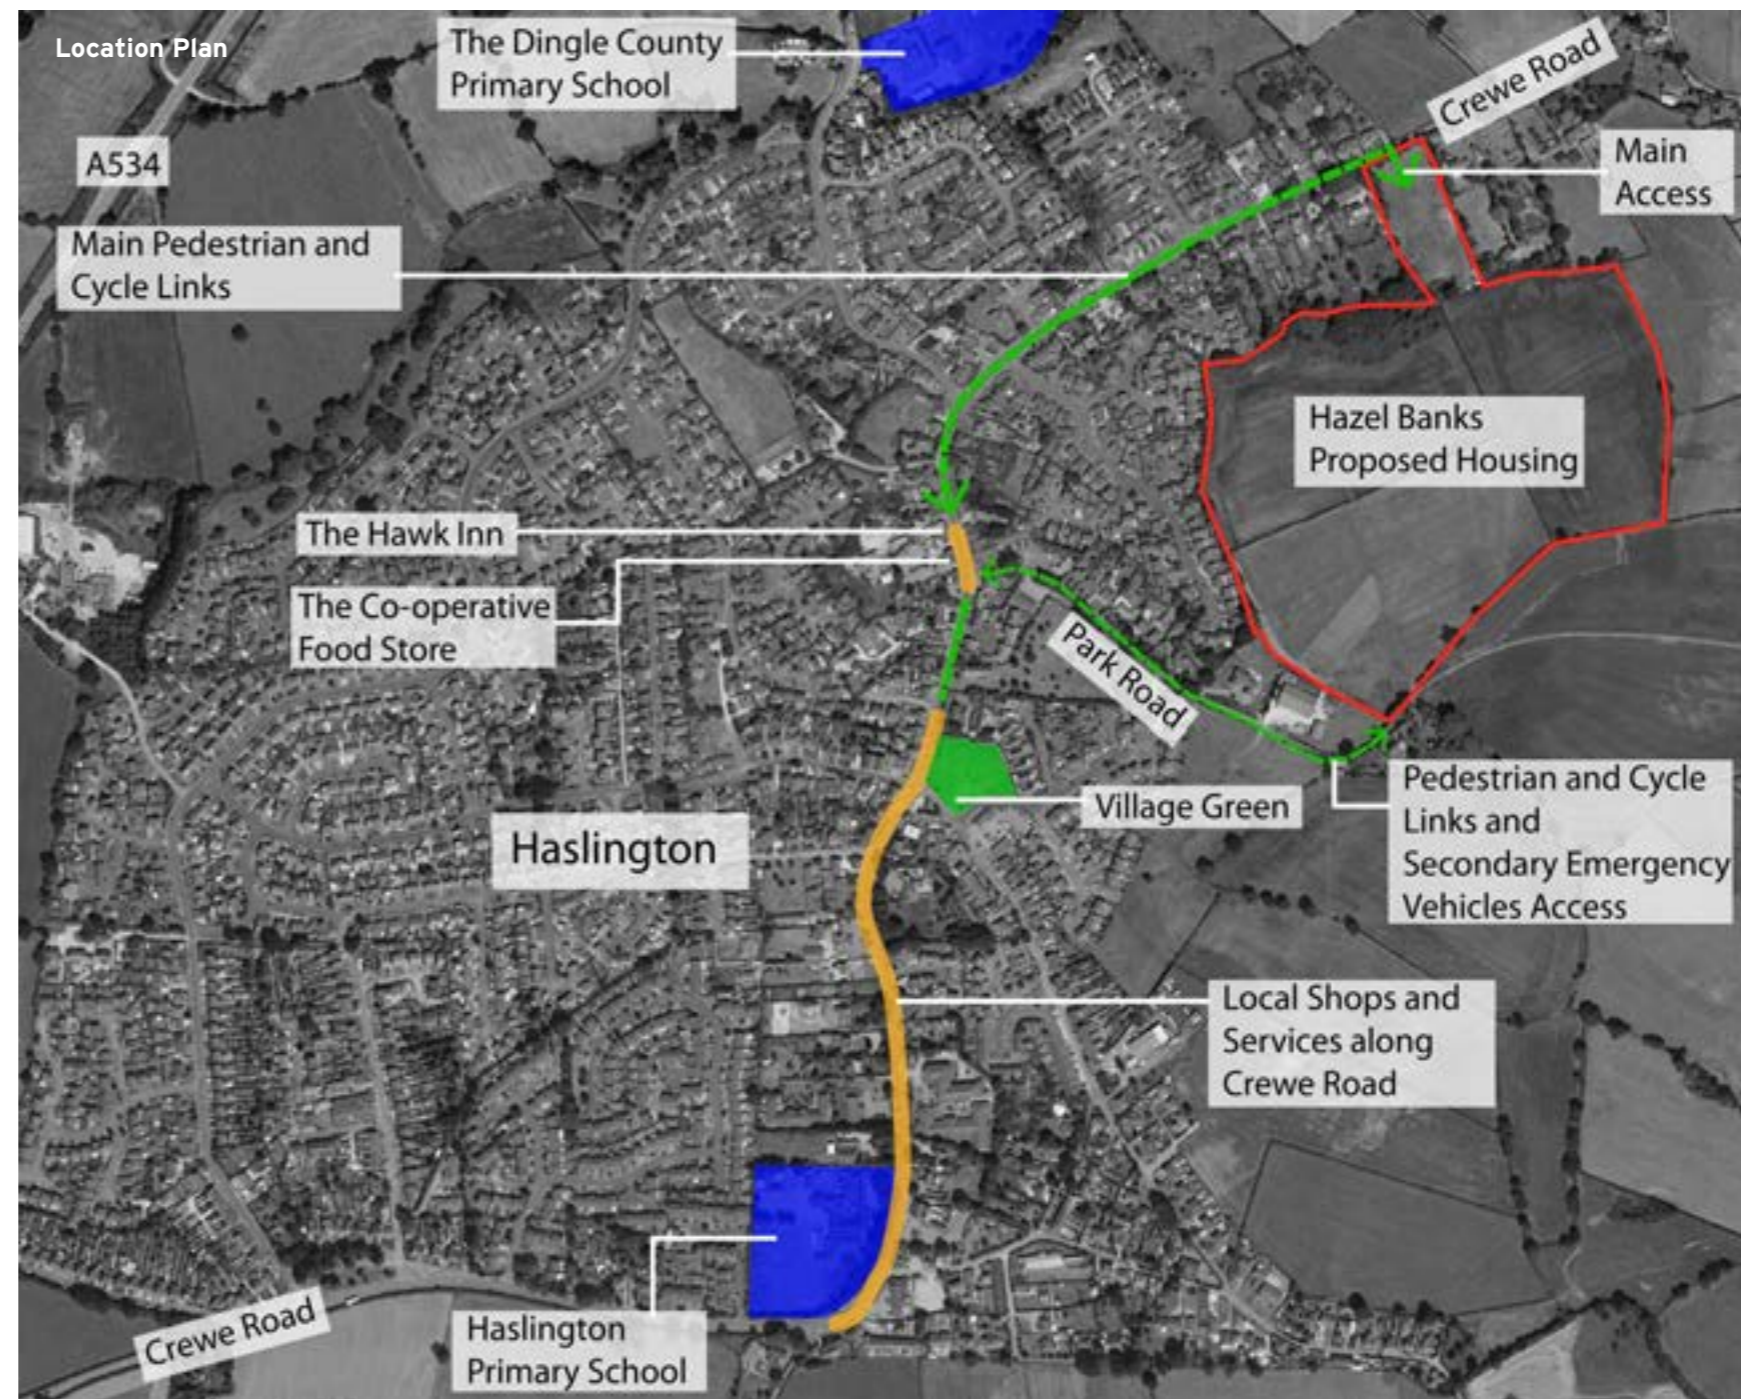 Location Plan
The Dingle County
Primary School
Crewe Road
A534
Main
Access
Main Pedestrian and
Cycle Links
Hazel Banks
Proposed Housing
The Hawk Inn
The Co-operative
Food Store
Park Road
Pedestrian and Cycle
Links and
Secondary Emergency
Vehicles Access
Village Green
Haslington
Local Shops and
Services along
Crewe Road
Crewe Road
Haslington
Primary School